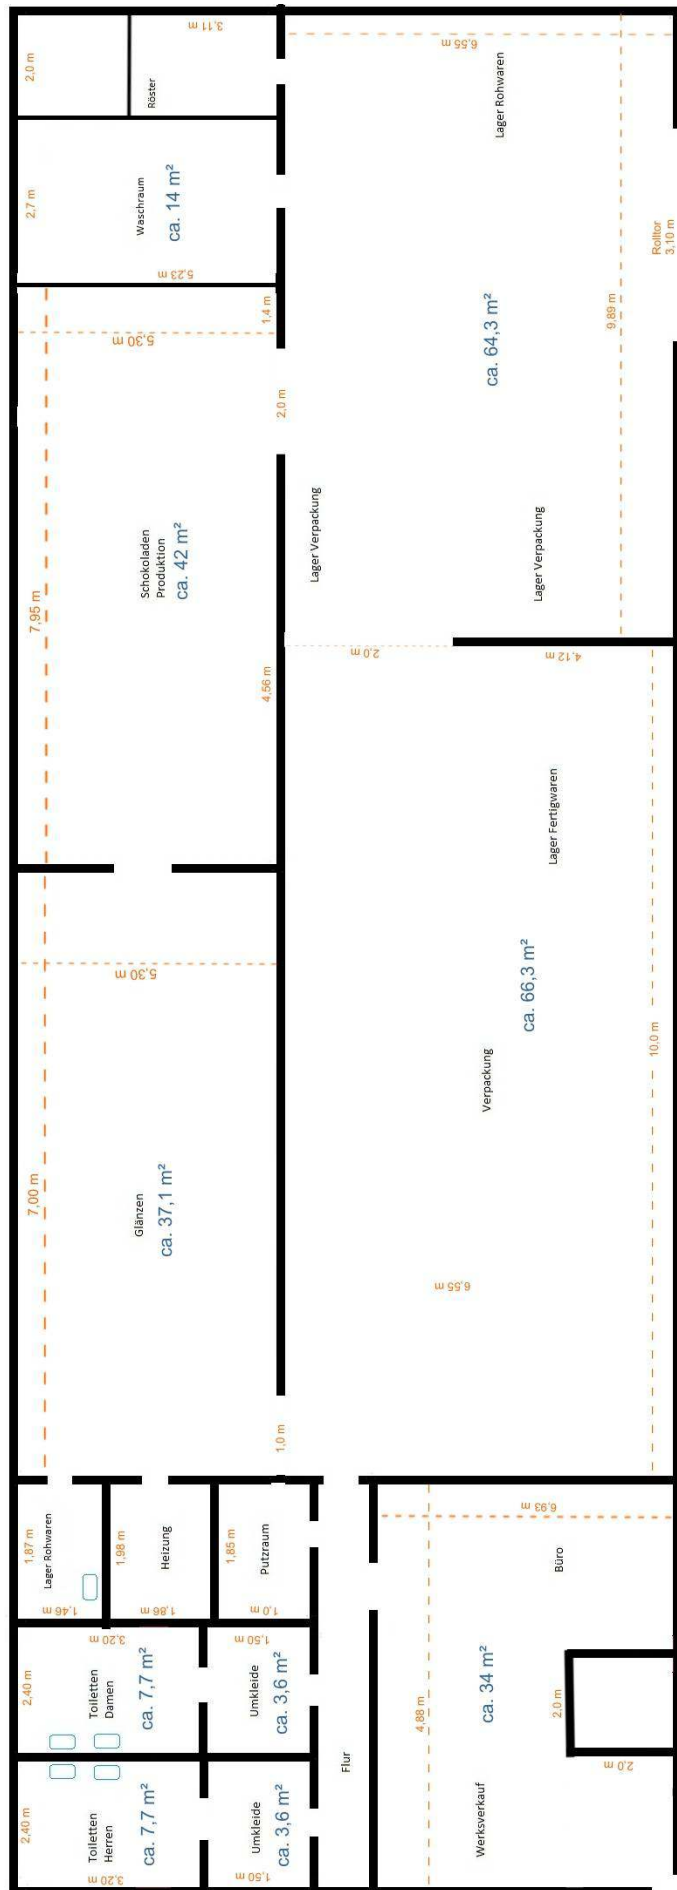 2,0 m
3,11 m
Röster
6,55 m
Lager Rohwaren
2,7 m
Waschraum
ca. 14 m²
5,23 m
Rolltor
3,10 m
5,30 m
1,4 m
2,0 m
ca. 64,3 m²
9,89 m
7,95 m
Schokoladen
Produktion
ca. 42 m²
Lager Verpackung
Lager Verpackung
4,56 m
2,0 m
4,12 m
Lager Fertigwaren
5,30 m
ca. 66,3 m²
Verpackung
10,0 m
7,00 m
Glänzen
ca. 37,1 m²
6,55 m
1,0 m
1,87 m
Lager Rohwaren
1,46 m
1,98 m
Heizung
1,86 m
1,85 m
Putzraum
1,0 m
6,93 m
Büro
3,20 m
2,40 m
Toiletten
Damen
ca. 7,7 m²
1,50 m
Umkleide
ca. 3,6 m²
4,88 m
ca. 34 m²
2,0 m
2,0 m
Flur
Werksverkauf
2,40 m
Toiletten
Herren
ca. 7,7 m²
3,20 m
Umkleide
ca. 3,6 m²
1,50 m